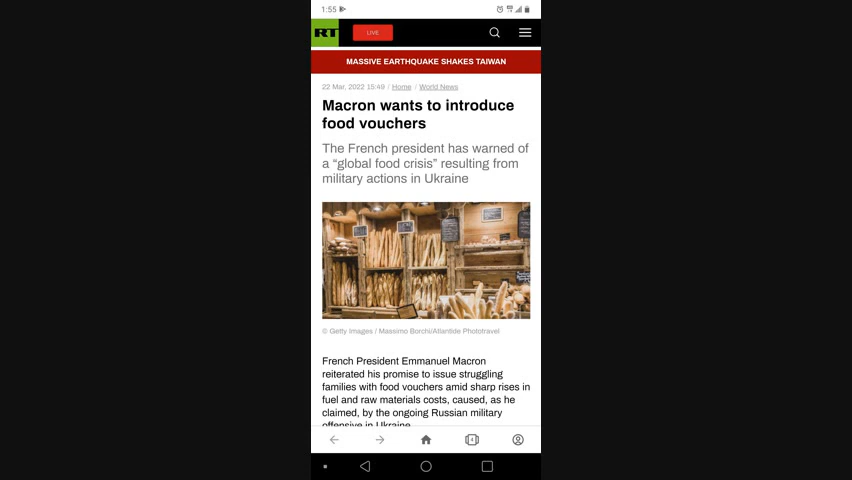 1:55
RT
LIVE
MASSIVE EARTHQUAKE SHAKES TAIWAN
22 Mar, 2022 15:49 / Home / World News
Macron wants to introduce
food vouchers
The French president has warned of
a “global food crisis” resulting from
military actions in Ukraine
© Getty Images / Massimo Borchi/Atlantide Phototravel
French President Emmanuel Macron
reiterated his promise to issue struggling
families with food vouchers amid sharp rises in
fuel and raw materials costs, caused, as he
claimed, by the ongoing Russian military
offensive in Ukraine